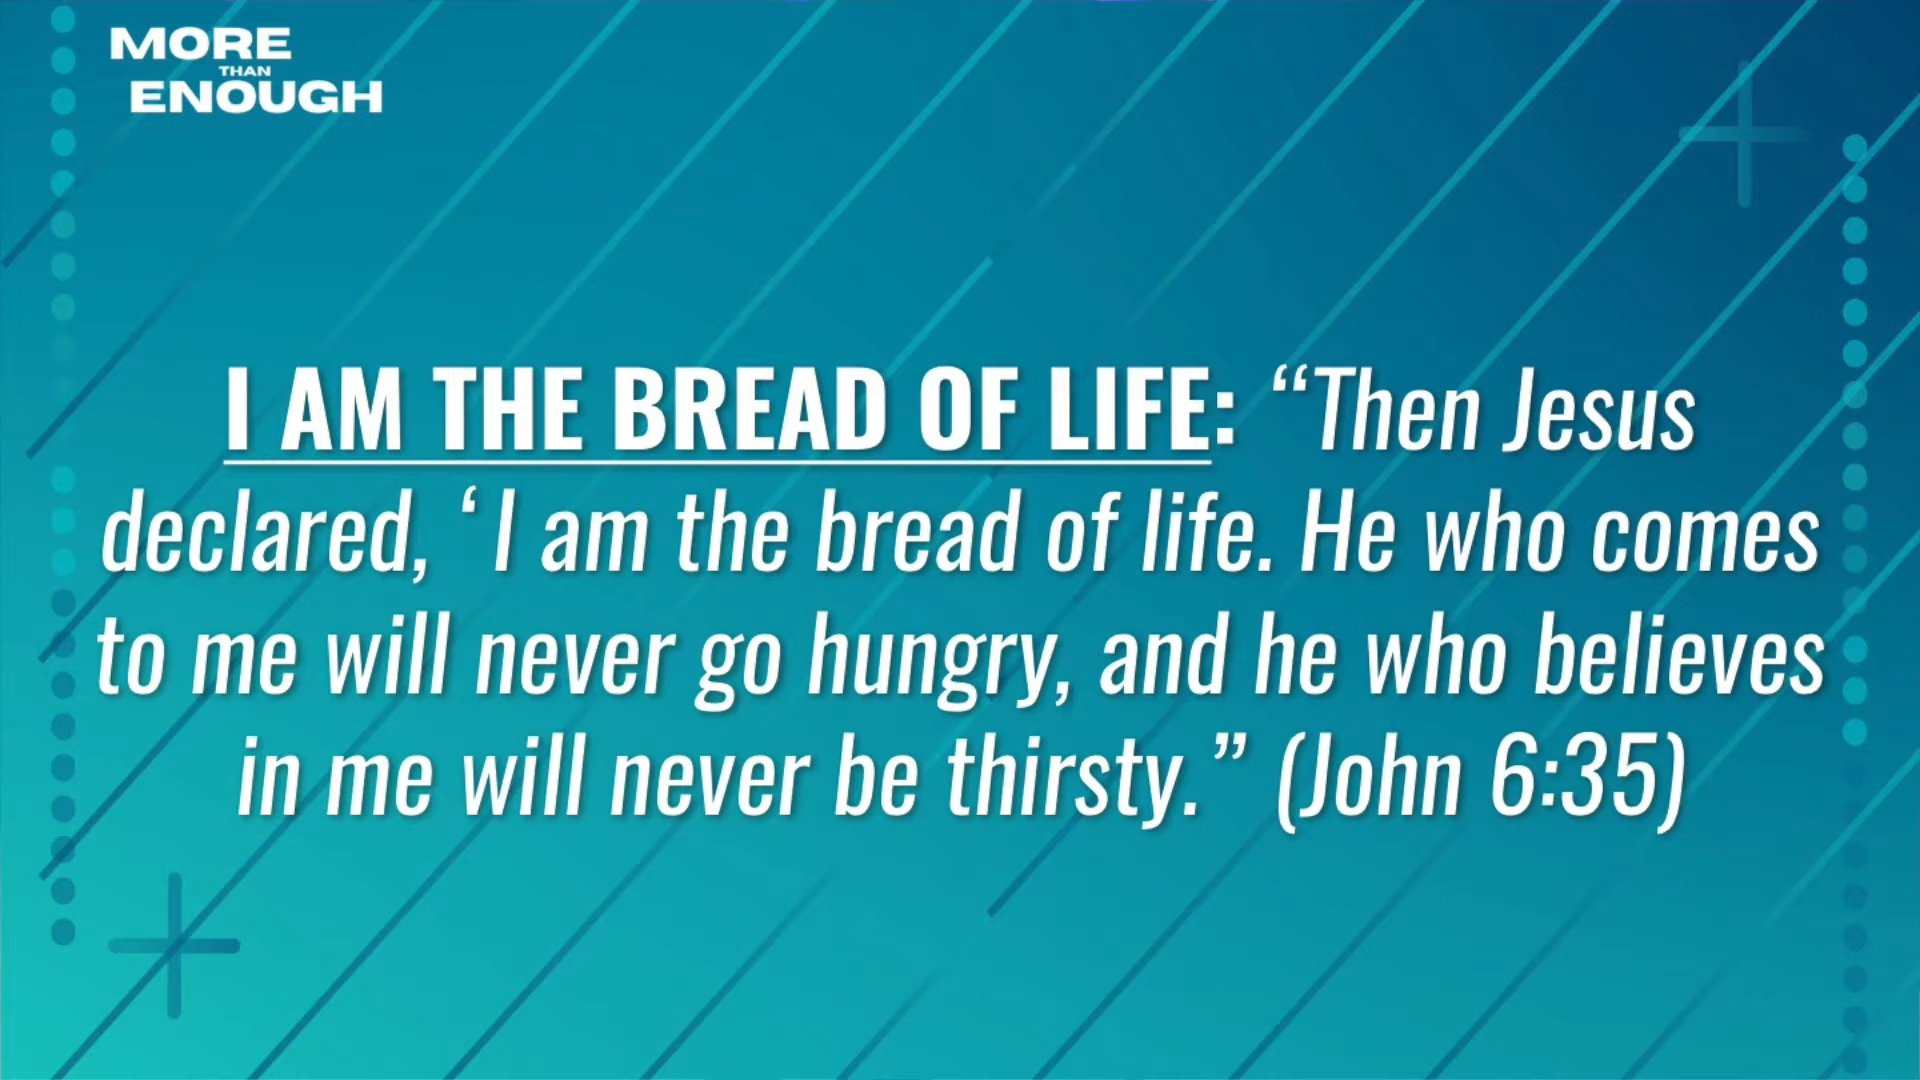 MORE
THAN
ENOUGH
I AM THE BREAD OF LIFE: “Then Jesus
declared, ‘ I am the bread of life. He who comes
to me will never go hungry, and he who believes
in me will never be thirsty.” (John 6:35)